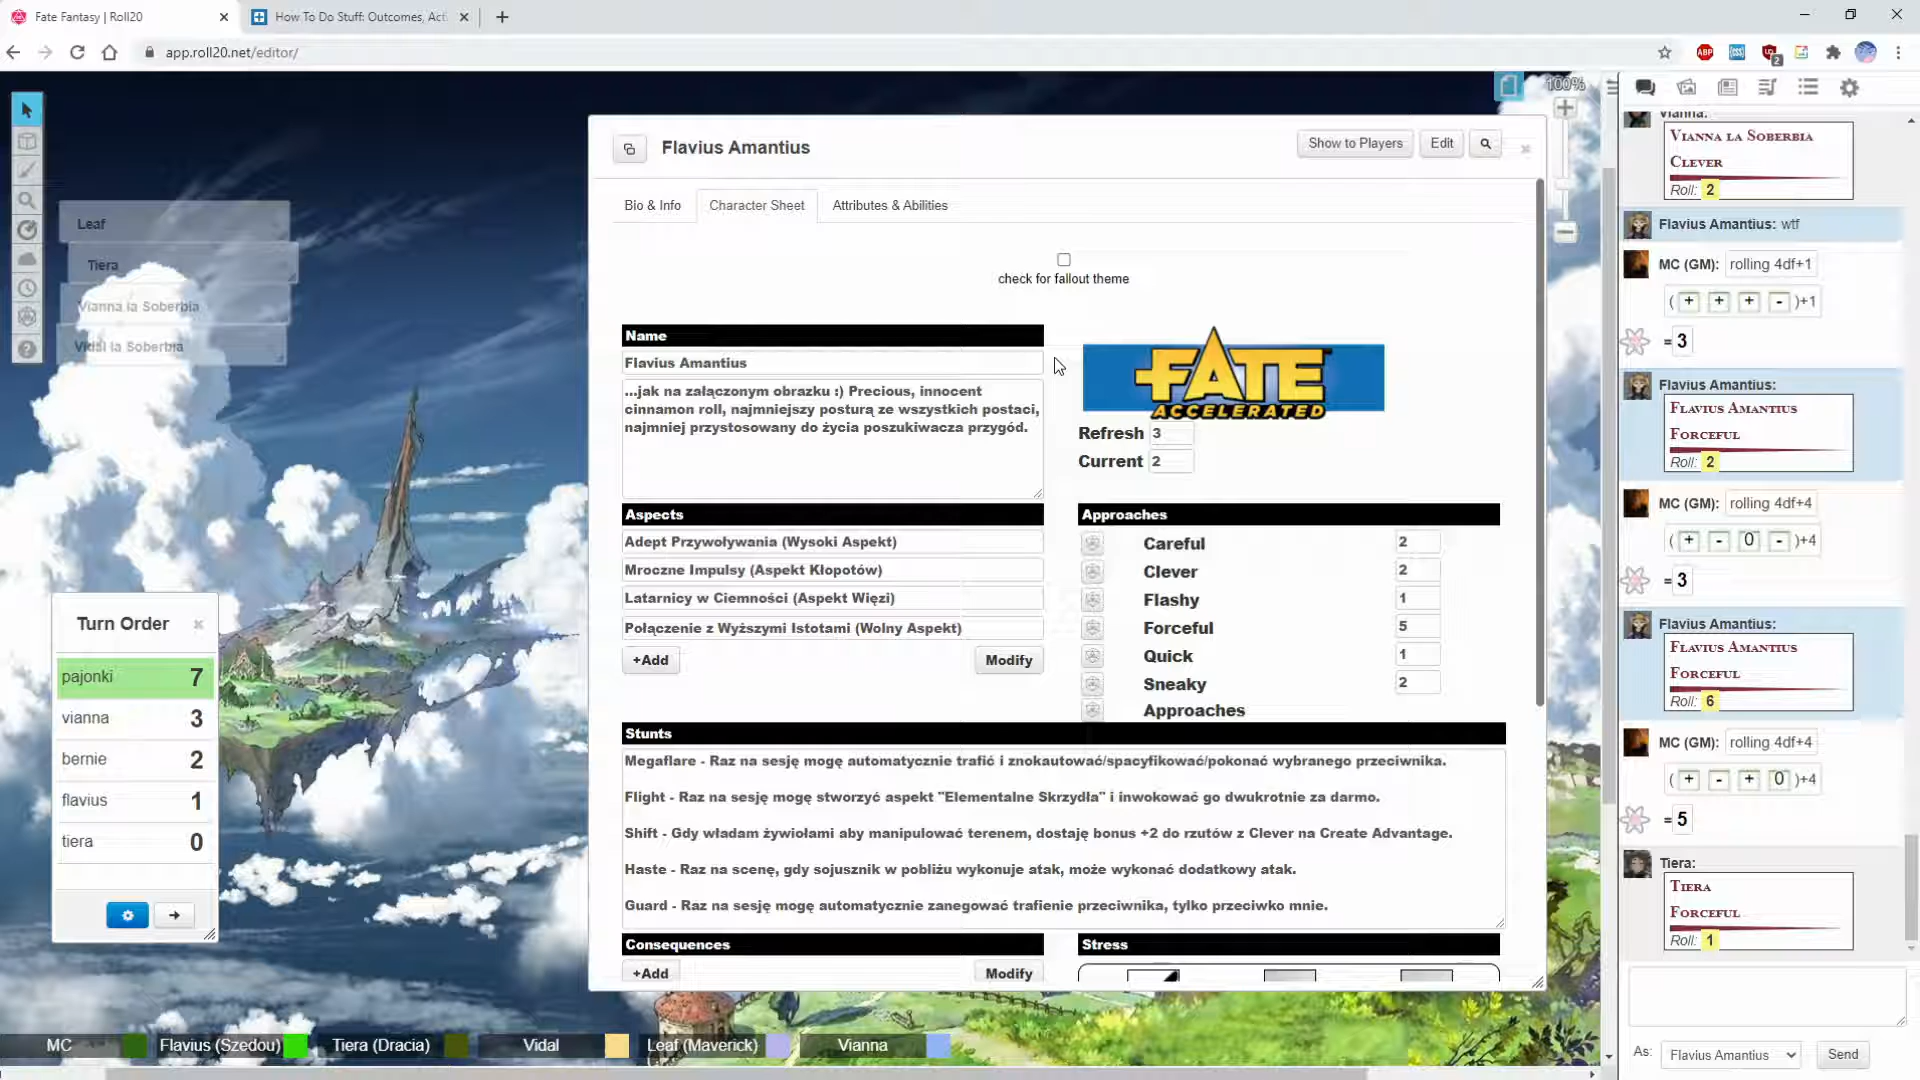 Fate Fantasy | Roll20
How To Do Stuff: Outcomes, Act
app.roll20.net/editor/
ABP
2
100%
Leaf
Tiera
Vianna la Soberbia
Vidal la Soberbia
Turn Order
pajonki 7
vianna 3
bernie 2
flavius 1
tiera 0
Flavius Amantius
Show to Players
Edit
Bio & Info
Character Sheet
Attributes & Abilities
check for fallout theme
Name
Flavius Amantius
...jak na załączonym obrazku :) Precious, innocent
cinnamon roll, najmniejszy posturą ze wszystkich postaci,
najmniej przystosowany do życia poszukiwacza przygód.
FATE
ACCELERATED
Refresh 3
Current 2
Aspects
Adept Przywoływania (Wysoki Aspekt)
Mroczne Impulsy (Aspekt Kłopotów)
Latarnicy w Ciemności (Aspekt Więzi)
Połączenie z Wyższymi Istotami (Wolny Aspekt)
+Add
Modify
Approaches
Careful 2
Clever 2
Flashy 1
Forceful 5
Quick 1
Sneaky 2
Approaches
Stunts
Megaflare - Raz na sesję mogę automatycznie trafić i znokautować/spacyfikować/pokonać wybranego przeciwnika.
Flight - Raz na sesję mogę stworzyć aspekt "Elementalne Skrzydła" i inwokować go dwukrotnie za darmo.
Shift - Gdy władam żywiołami aby manipulować terenem, dostaję bonus +2 do rzutów z Clever na Create Advantage.
Haste - Raz na scenę, gdy sojusznik w pobliżu wykonuje atak, może wykonać dodatkowy atak.
Guard - Raz na sesję mogę automatycznie zanegować trafienie przeciwnika, tylko przeciwko mnie.
Consequences
+Add
Modify
Stress
Vianna:
Vianna la Soberbia
Clever
Roll: 2
Flavius Amantius: wtf
MC (GM): rolling 4df+1
( + + + - )+1
= 3
Flavius Amantius:
Flavius Amantius
Forceful
Roll: 2
MC (GM): rolling 4df+4
( + - 0 - )+4
= 3
Flavius Amantius:
Flavius Amantius
Forceful
Roll: 6
MC (GM): rolling 4df+4
( + - + 0 )+4
= 5
Tiera:
Tiera
Forceful
Roll: 1
As: Flavius Amantius
Send
MC
Flavius (Szedou)
Tiera (Dracia)
Vidal
Leaf (Maverick)
Vianna